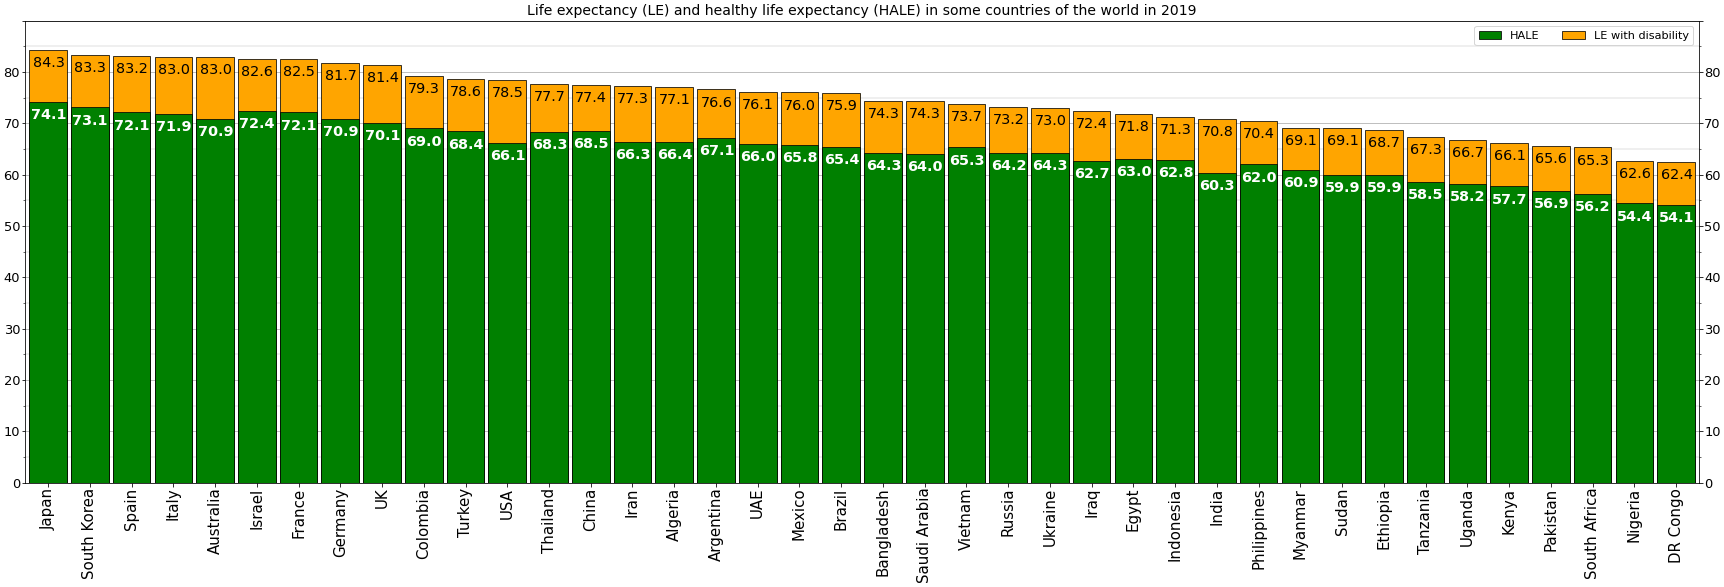 Life expectancy (LE) and healthy life expectancy (HALE) in some countries of the world in 2019
HALE LE with disability
84.3 83.3 83.2 83.0 83.0 82.6 82.5 81.7 81.4 79.3 78.6 78.5 77.7 77.4 77.3 77.1 76.6 76.1 76.0 75.9 74.3 74.3 73.7 73.2 73.0 72.4 71.8 71.3 70.8 70.4 69.1 69.1 68.7 67.3 66.7 66.1 65.6 65.3 62.6 62.4
74.1 73.1 72.1 71.9 70.9 72.4 72.1 70.9 70.1 69.0 68.4 66.1 68.3 68.5 66.3 66.4 67.1 66.0 65.8 65.4 64.3 64.0 65.3 64.2 64.3 62.7 63.0 62.8 60.3 62.0 60.9 59.9 59.9 58.5 58.2 57.7 56.9 56.2 54.4 54.1
80 80
70 70
60 60
50 50
40 40
30 30
20 20
10 10
0 0
Japan
South Korea
Spain
Italy
Australia
Israel
France
Germany
UK
Colombia
Turkey
USA
Thailand
China
Iran
Algeria
Argentina
UAE
Mexico
Brazil
Bangladesh
Saudi Arabia
Vietnam
Russia
Ukraine
Iraq
Egypt
Indonesia
India
Philippines
Myanmar
Sudan
Ethiopia
Tanzania
Uganda
Kenya
Pakistan
South Africa
Nigeria
DR Congo